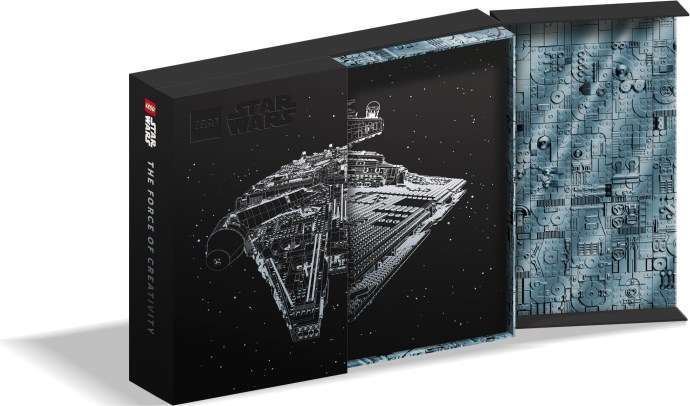 LEGO
STAR
WARS
THE FORCE OF CREATIVITY
LEGO
STAR
WARS